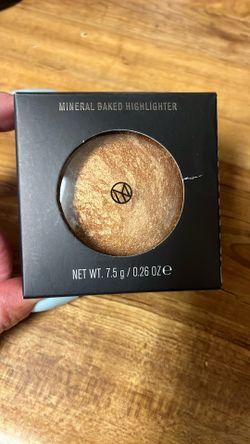 MINERAL BAKED HIGHLIGHTER
NET WT. 7.5 g / 0.26 OZ ℮